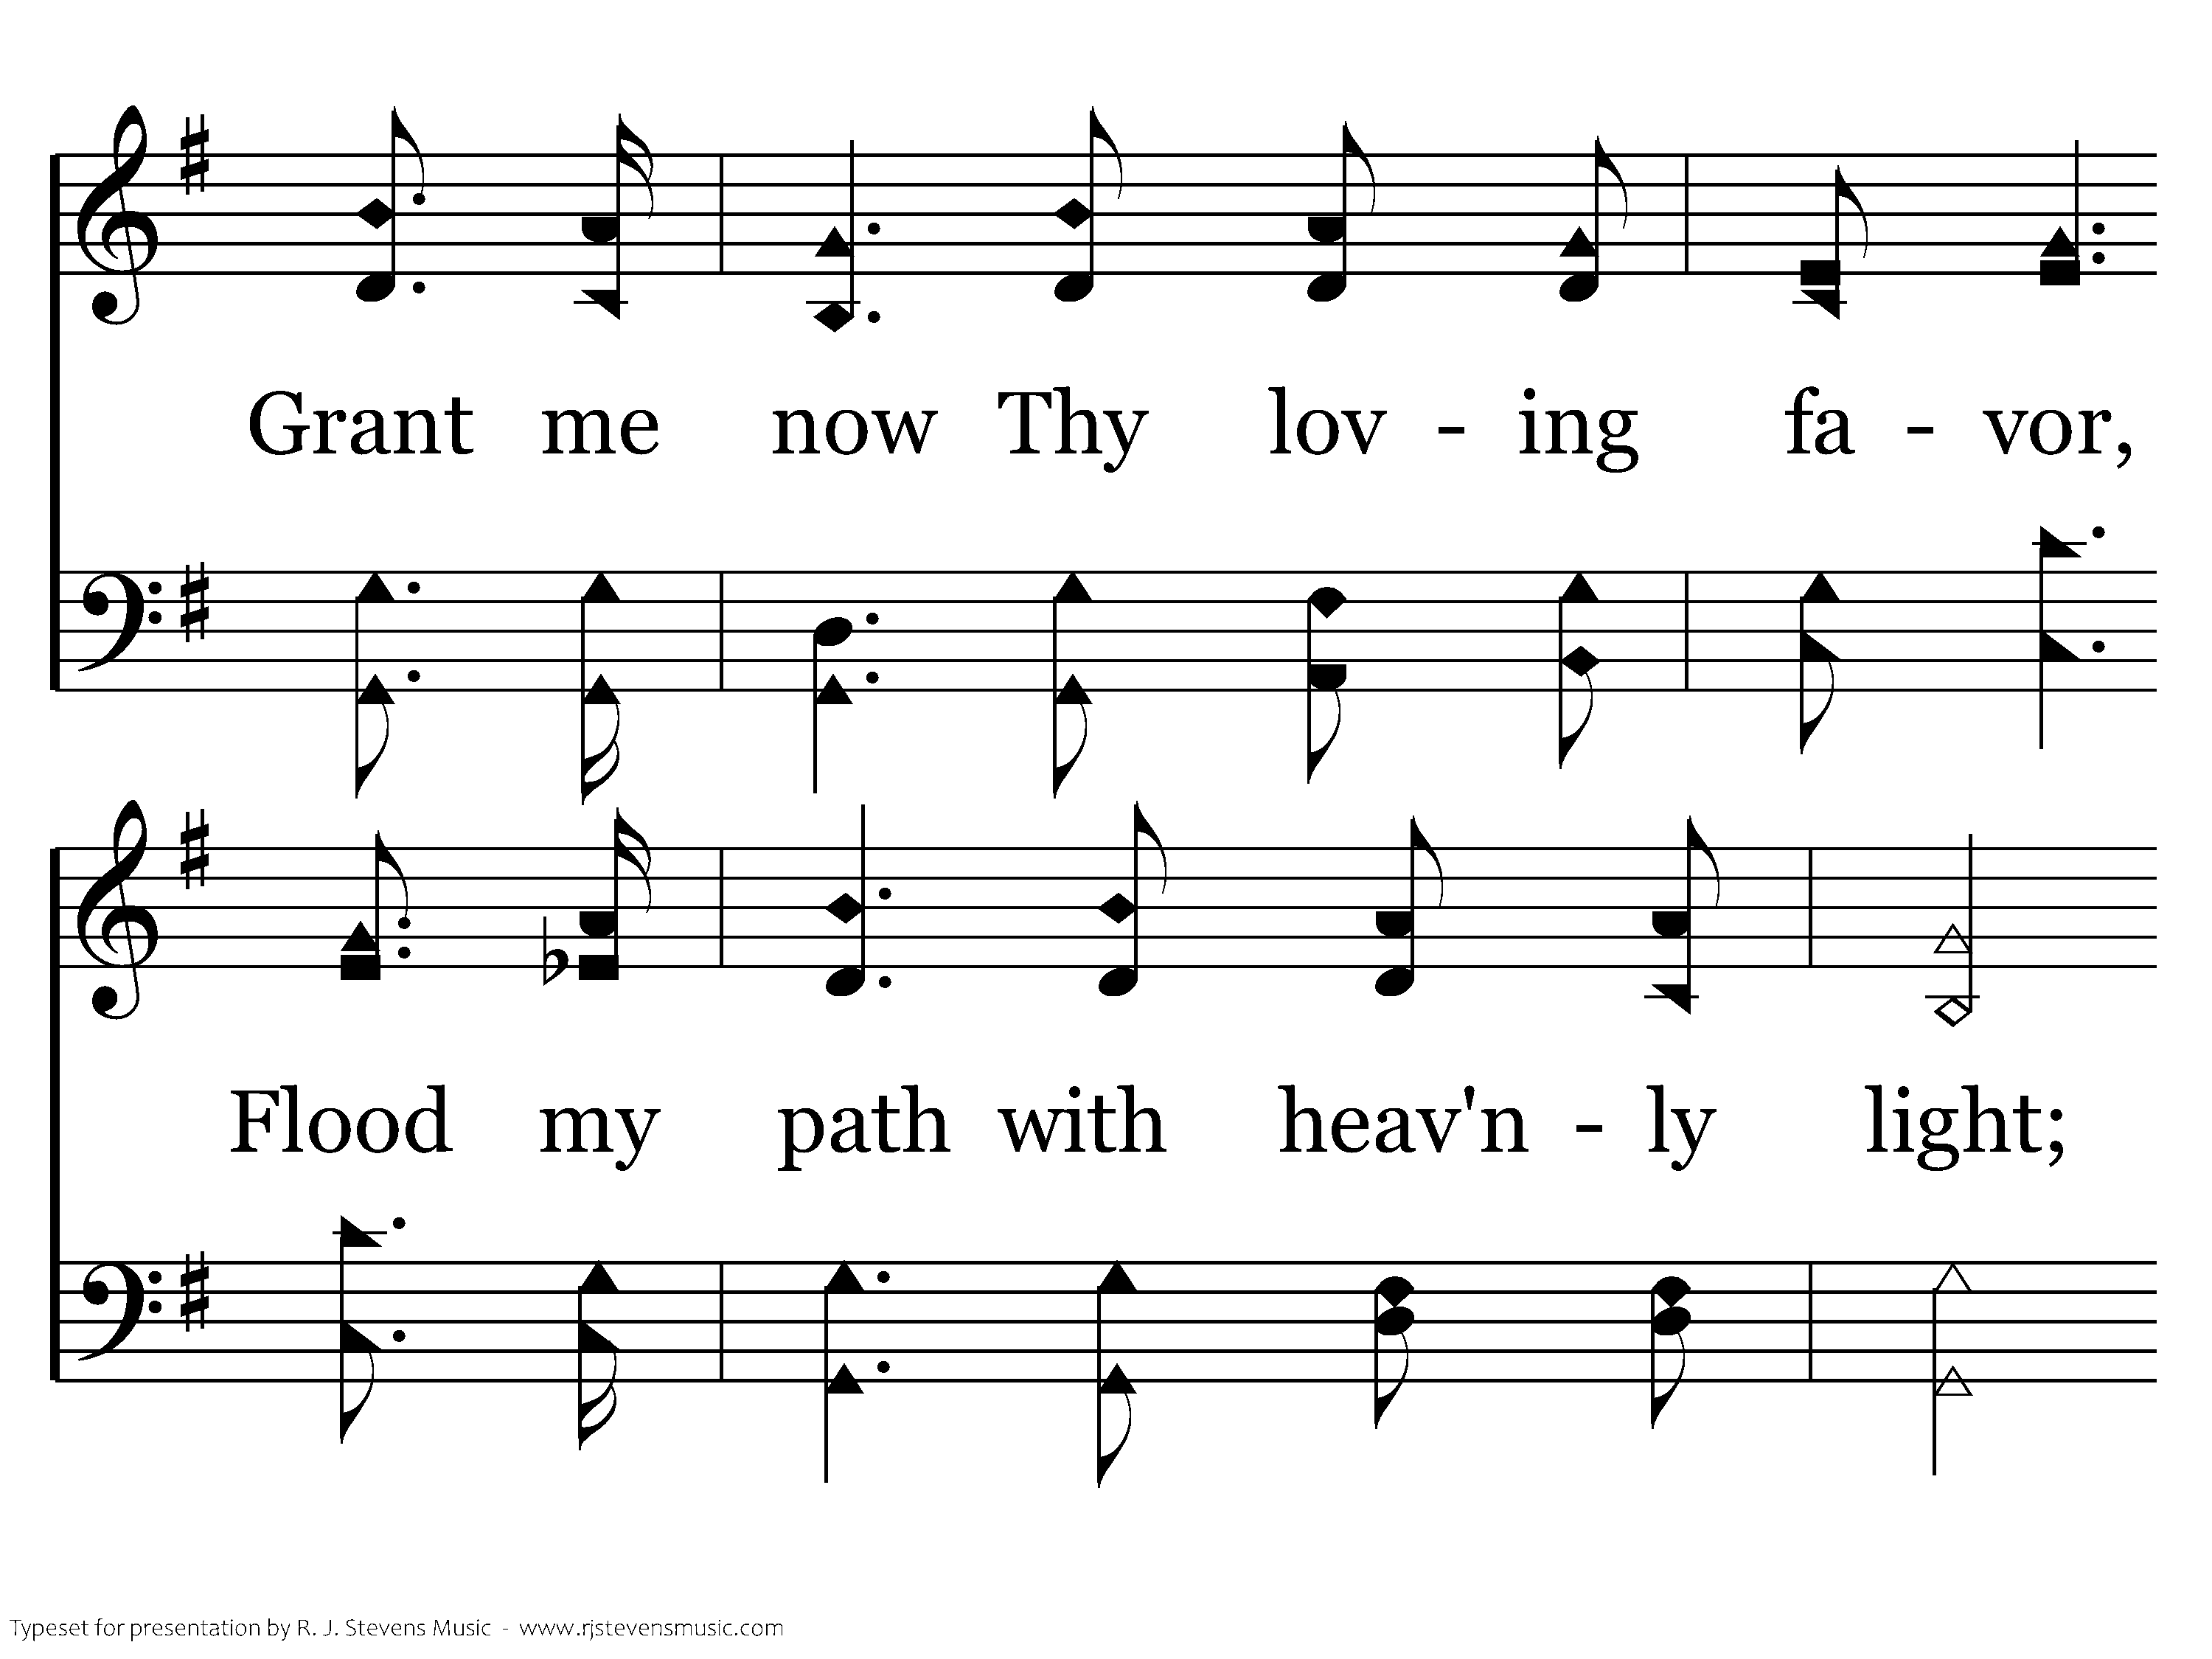 Grant me now Thy lov - ing fa - vor,
Flood my path with heav'n - ly light;
Typeset for presentation by R. J. Stevens Music - www.rjstevensmusic.com